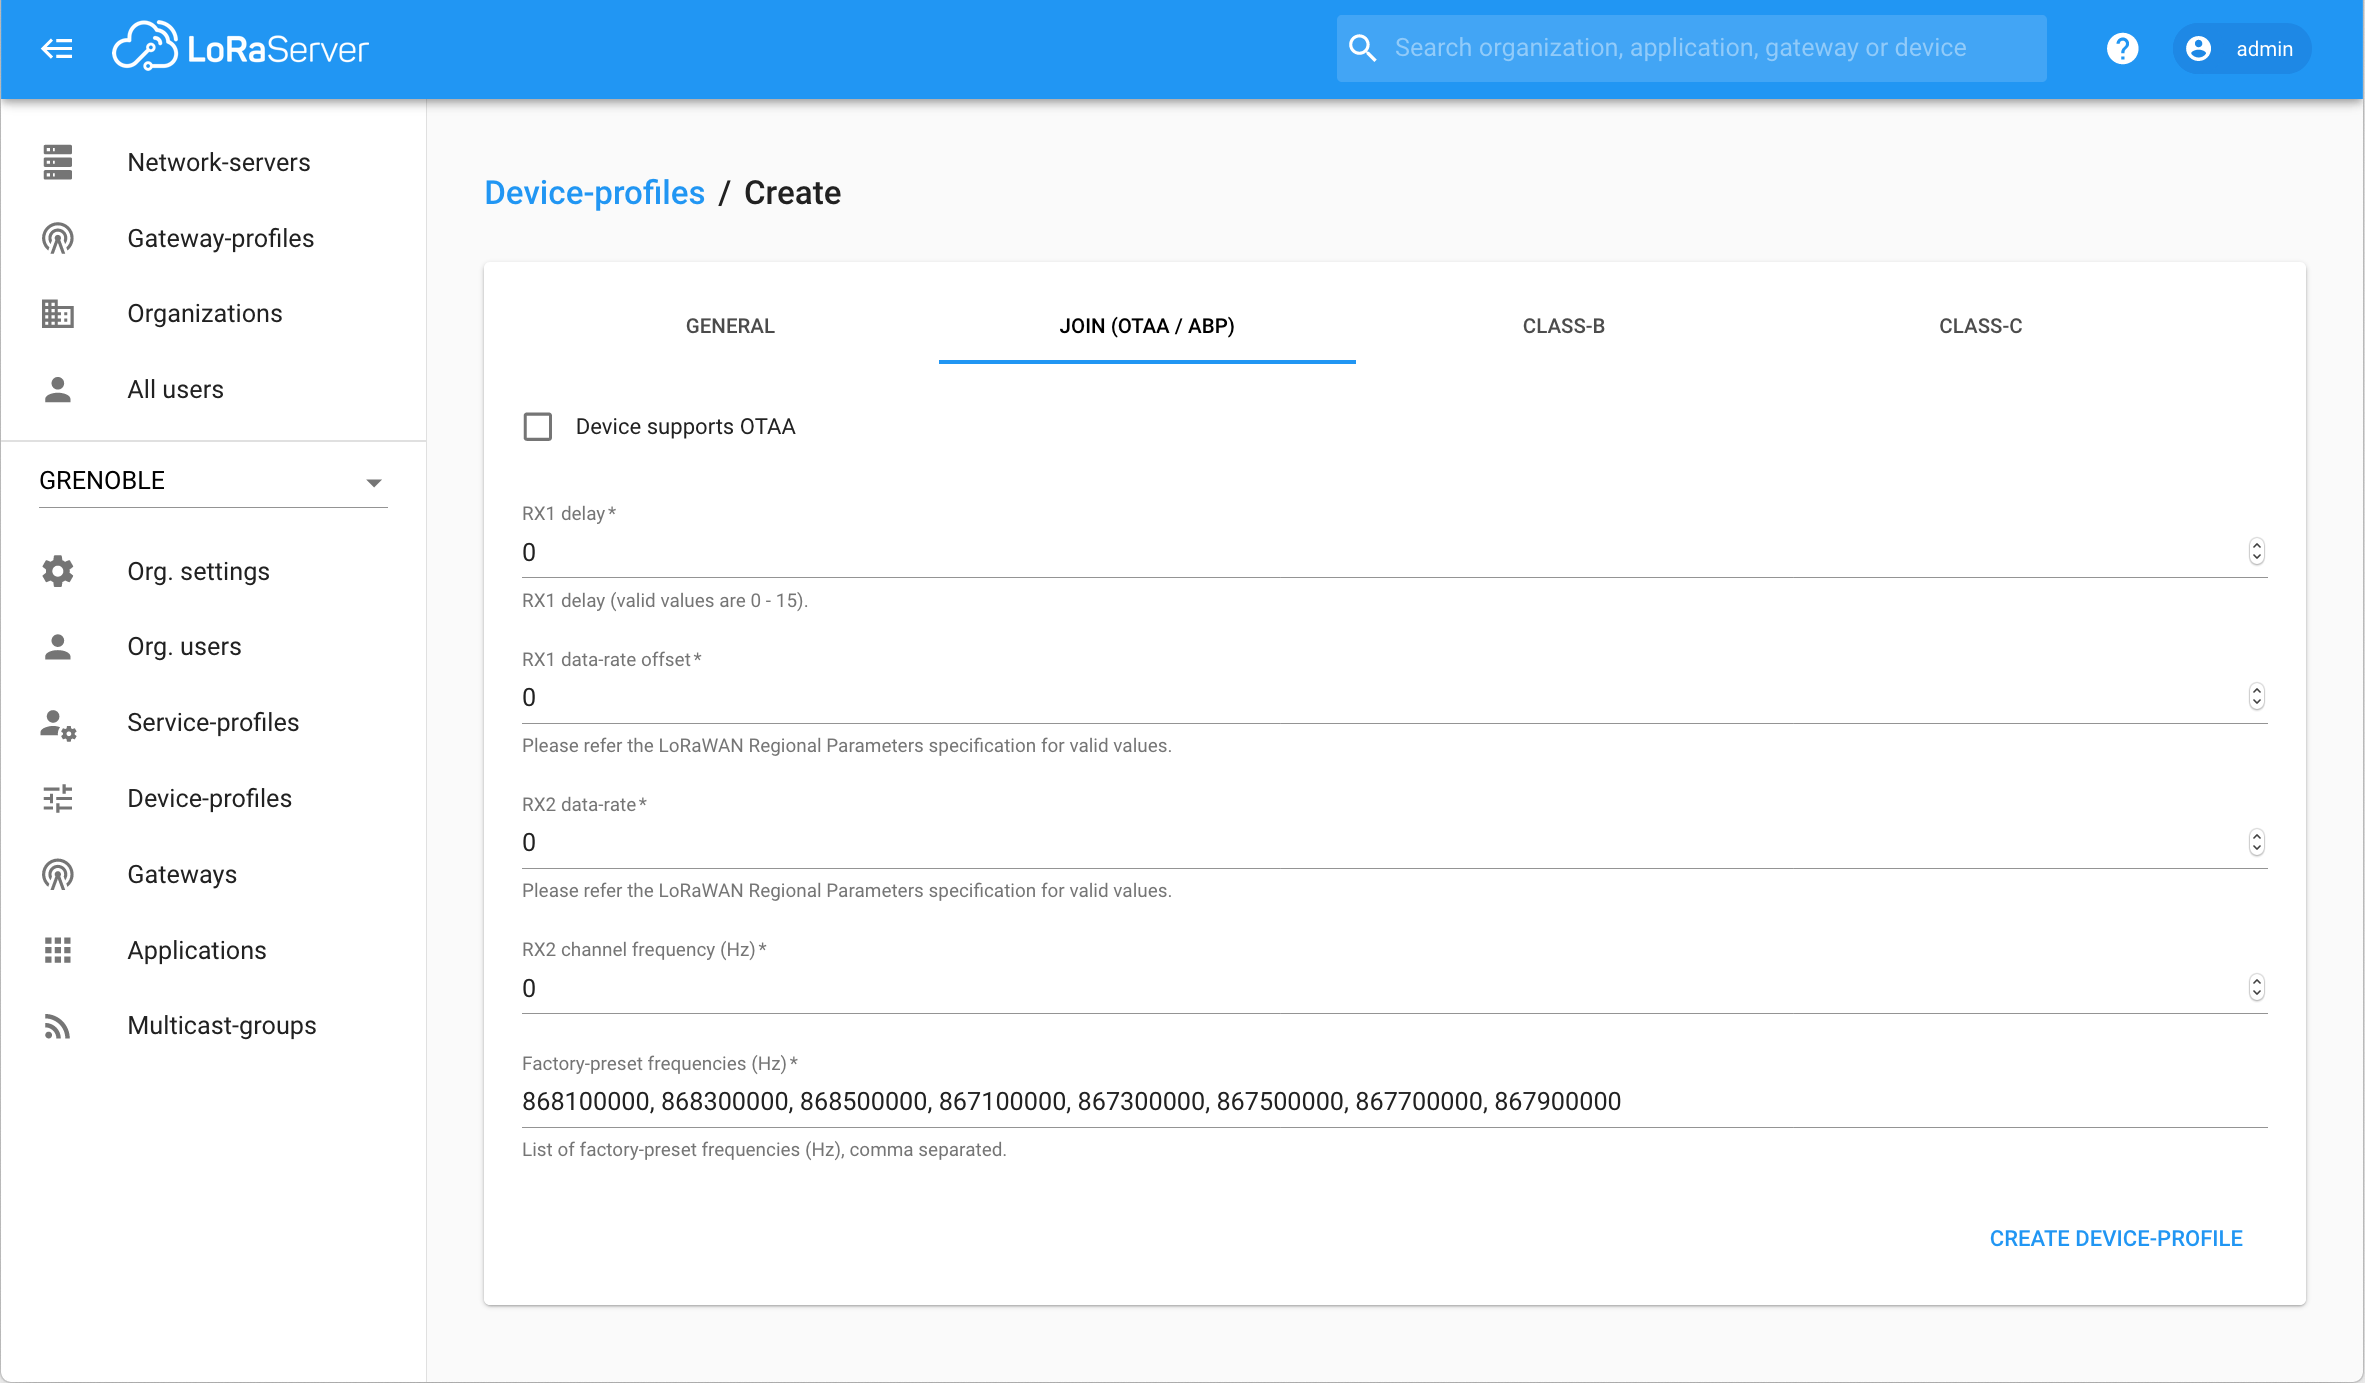 LoRaServer
Search organization, application, gateway or device
?
admin
Network-servers
Gateway-profiles
Organizations
All users
GRENOBLE
Org. settings
Org. users
Service-profiles
Device-profiles
Gateways
Applications
Multicast-groups
Device-profiles / Create
GENERAL
JOIN (OTAA / ABP)
CLASS-B
CLASS-C
Device supports OTAA
RX1 delay *
0
RX1 delay (valid values are 0 - 15).
RX1 data-rate offset *
0
Please refer the LoRaWAN Regional Parameters specification for valid values.
RX2 data-rate *
0
Please refer the LoRaWAN Regional Parameters specification for valid values.
RX2 channel frequency (Hz) *
0
Factory-preset frequencies (Hz) *
868100000, 868300000, 868500000, 867100000, 867300000, 867500000, 867700000, 867900000
List of factory-preset frequencies (Hz), comma separated.
CREATE DEVICE-PROFILE